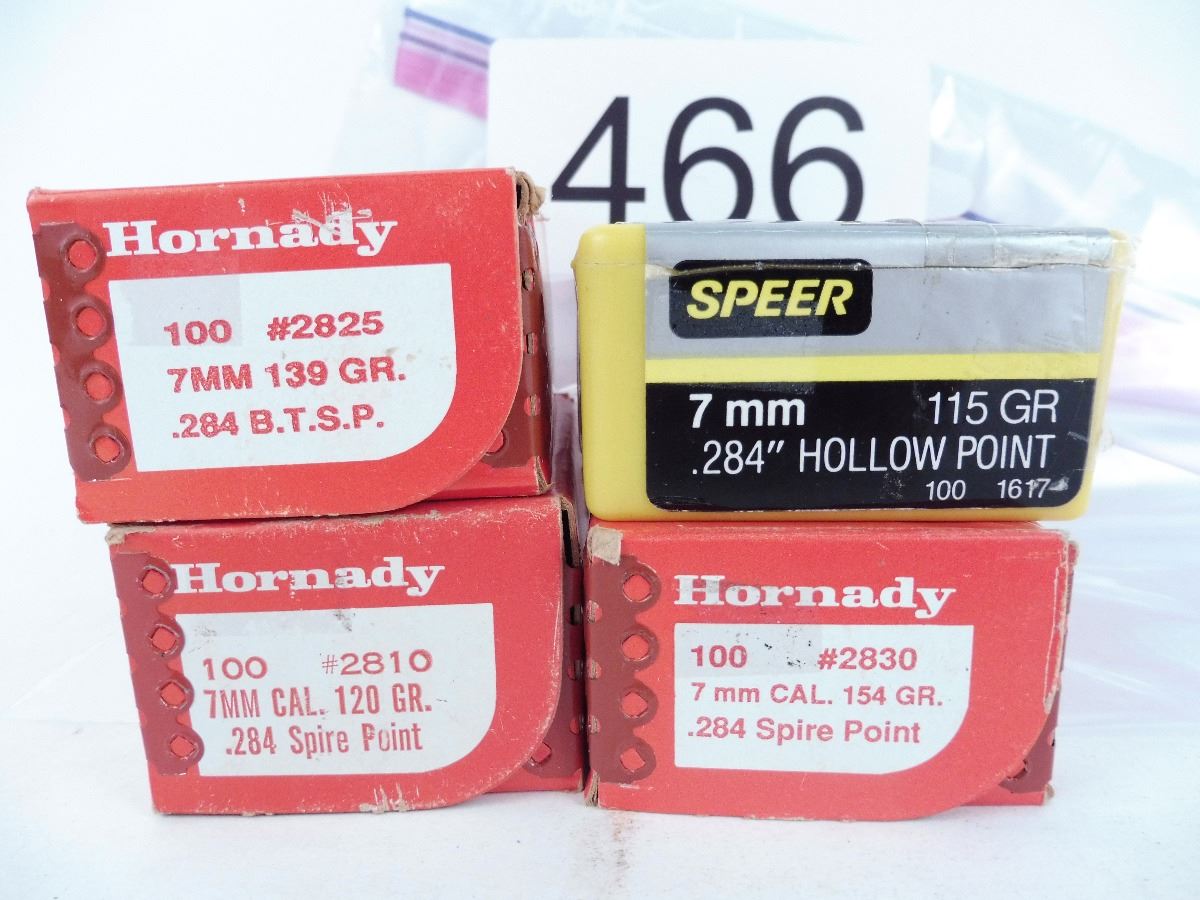 466
Hornady
100 #2825
7MM 139 GR.
.284 B.T.S.P.
SPEER
7 mm 115 GR
.284” HOLLOW POINT
100 1617
Hornady
100 #2810
7MM CAL. 120 GR.
.284 Spire Point
Hornady
100 #2830
7 mm CAL. 154 GR.
.284 Spire Point